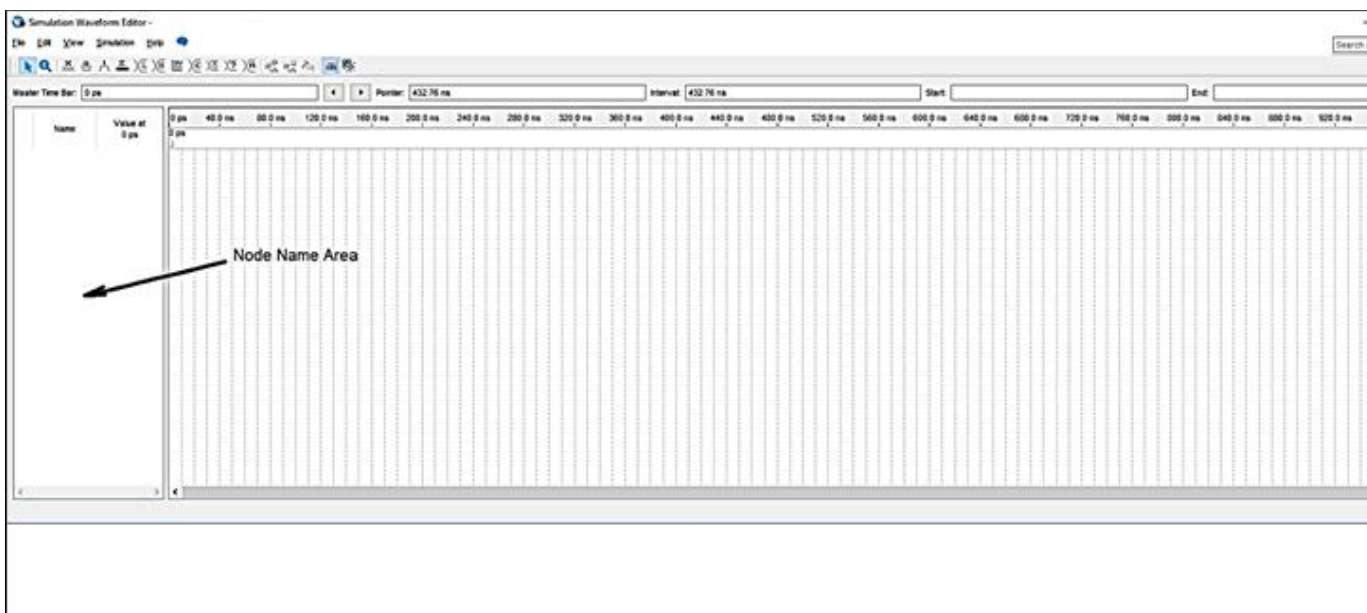 Simulation Waveform Editor -
File Edit View Simulation Help
Search
Master Time Bar: 0 ps Pointer: 432.76 ns Interval: 432.76 ns Start: End:
Name Value at 0 ps
0 ps 40.0 ns 80.0 ns 120.0 ns 160.0 ns 200.0 ns 240.0 ns 280.0 ns 320.0 ns 360.0 ns 400.0 ns 440.0 ns 480.0 ns 520.0 ns 560.0 ns 600.0 ns 640.0 ns 680.0 ns 720.0 ns 760.0 ns 800.0 ns 840.0 ns 880.0 ns 920.0 ns
0 ps
Node Name Area